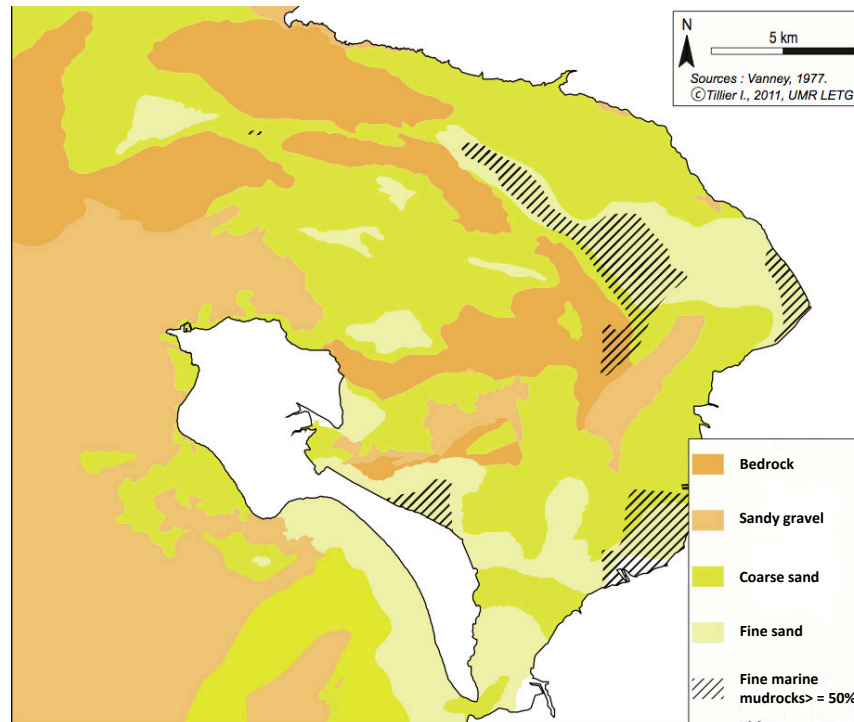 N
5 km
Sources : Vanney, 1977.
©Tillier I., 2011, UMR LETG
Bedrock
Sandy gravel
Coarse sand
Fine sand
Fine marine
mudrocks> = 50%